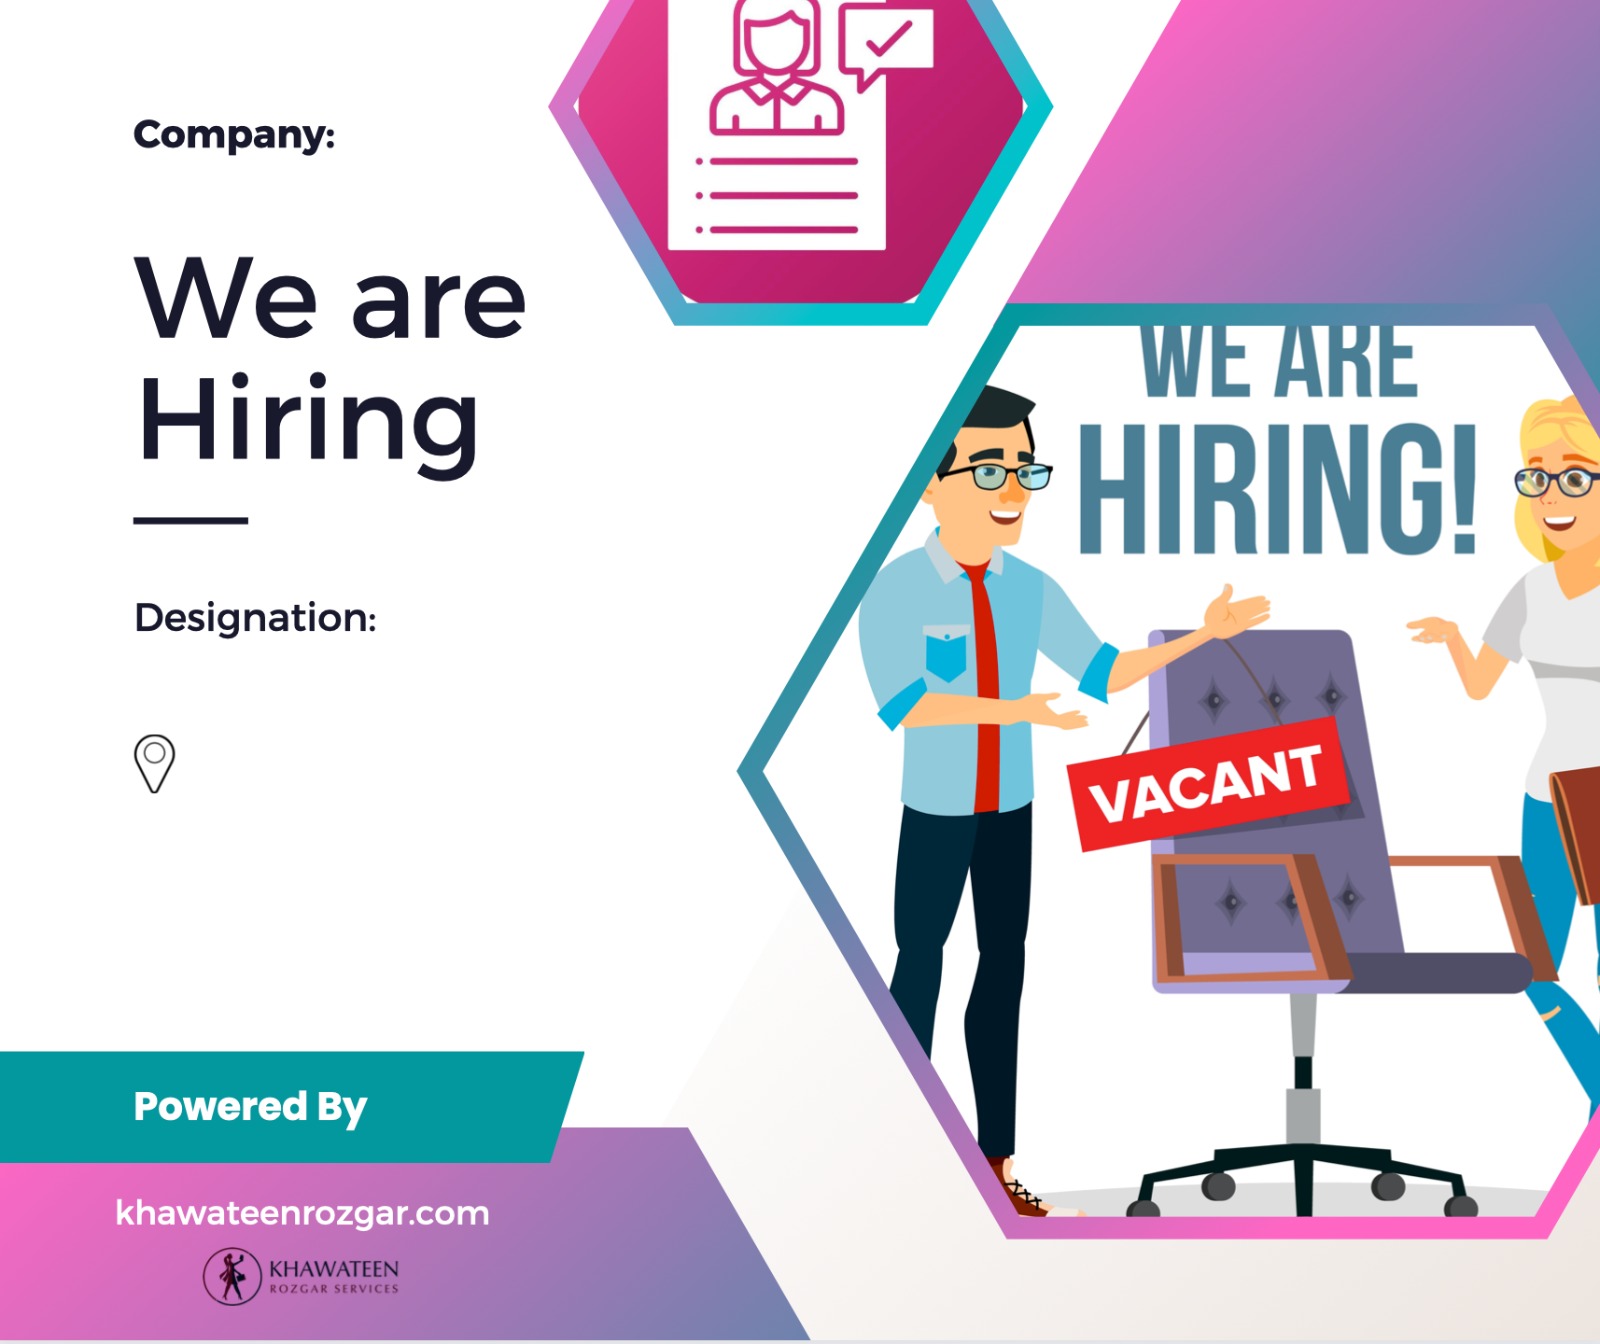 Company:
We are
Hiring
Designation:
WE ARE
HIRING!
VACANT
Powered By
khawateenrozgar.com
KHAWATEEN
ROZGAR SERVICES